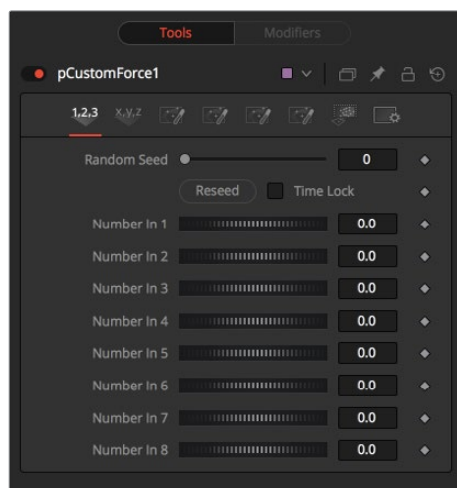 Tools Modifiers
pCustomForce1
1,2,3 X,Y,Z
Random Seed 0
Reseed Time Lock
Number In 1 0.0
Number In 2 0.0
Number In 3 0.0
Number In 4 0.0
Number In 5 0.0
Number In 6 0.0
Number In 7 0.0
Number In 8 0.0